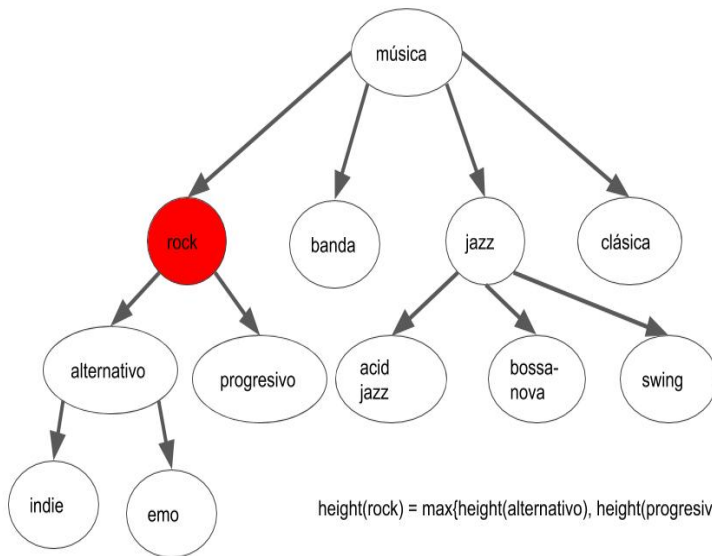 música
rock
banda
jazz
clásica
alternativo
progresivo
acid
jazz
bossa-
nova
swing
indie
emo
height(rock) = max{height(alternativo), height(progresiv